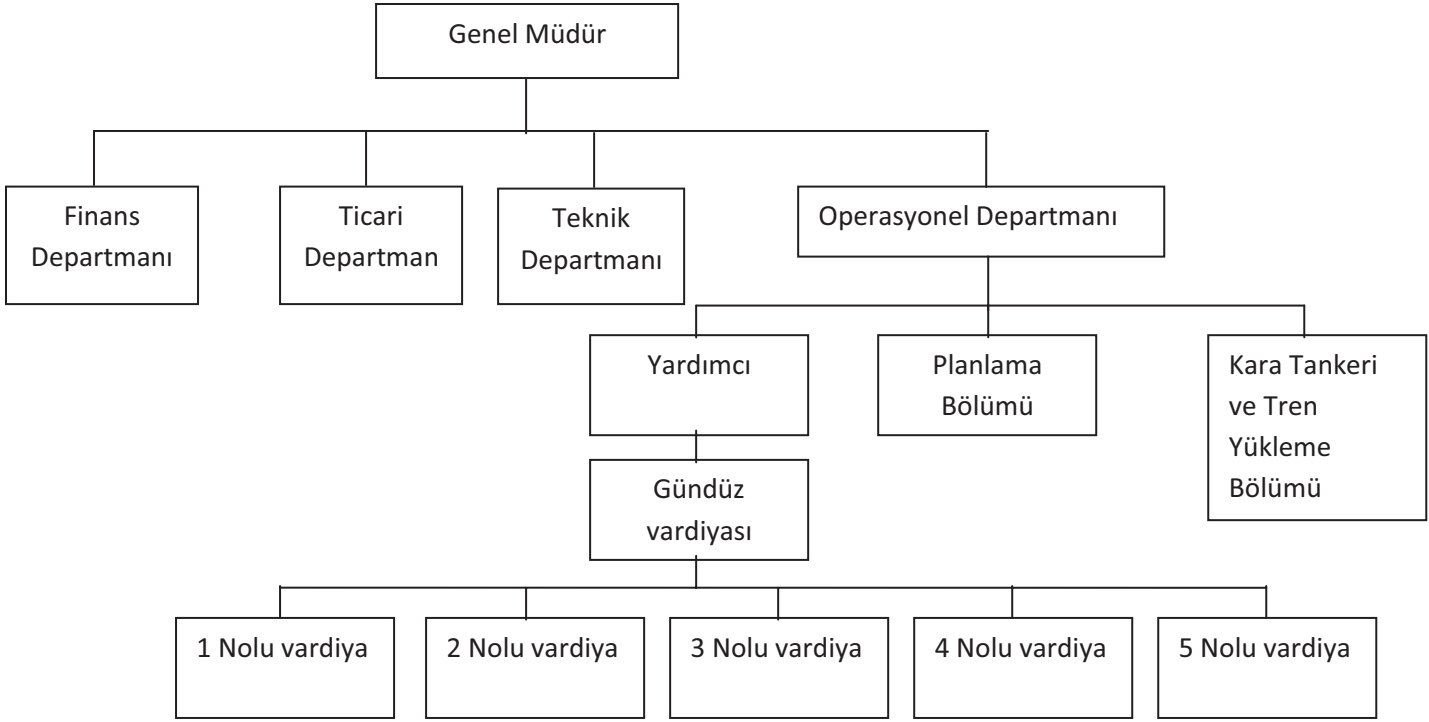 Genel Müdür
Finans
Departmanı
Ticari
Departman
Teknik
Departmanı
Operasyonel Departmanı
Yardımcı
Planlama
Bölümü
Kara Tankeri
ve Tren
Yükleme
Bölümü
Gündüz
vardiyası
1 Nolu vardiya
2 Nolu vardiya
3 Nolu vardiya
4 Nolu vardiya
5 Nolu vardiya